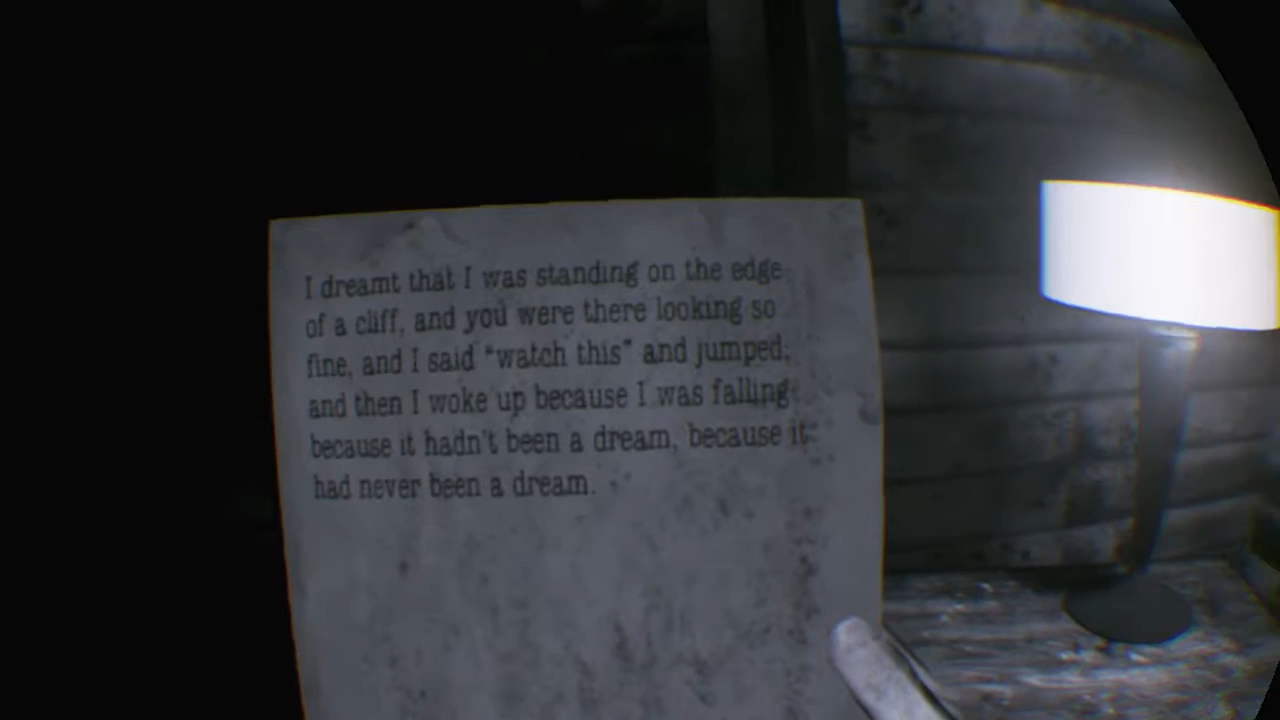 I dreamt that I was standing on the edge
of a cliff, and you were there looking so
fine, and I said "watch this" and jumped,
and then I woke up because I was falling
because it hadn't been a dream, because it
had never been a dream.